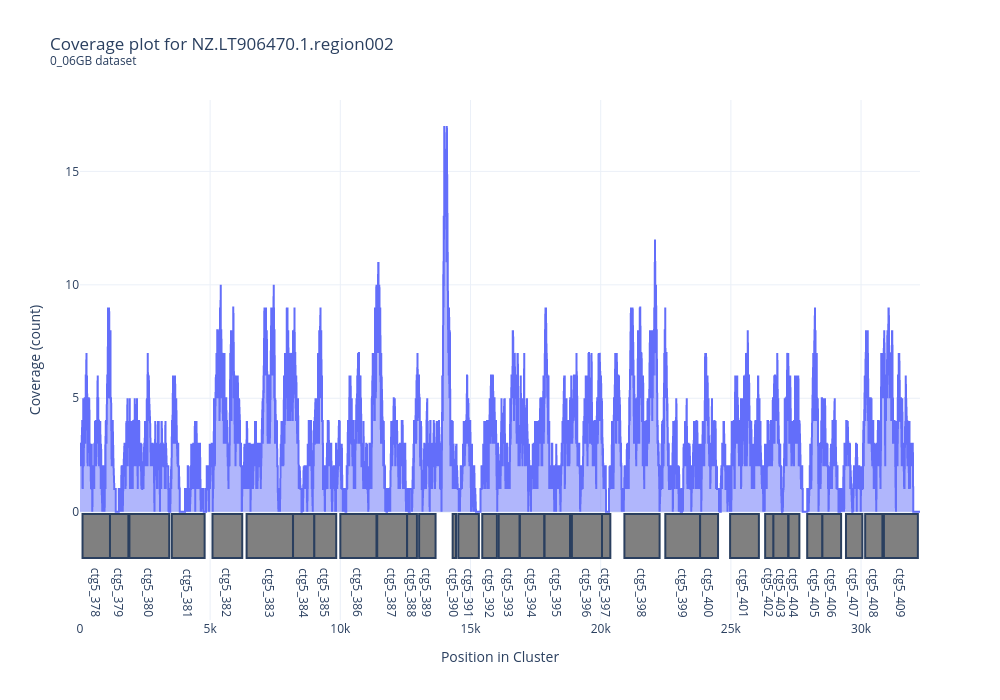 Coverage plot for NZ.LT906470.1.region002
0_06GB dataset
Coverage (count)
15
10
5
0
ctg5_378
ctg5_379
ctg5_380
ctg5_381
ctg5_382
ctg5_383
ctg5_384
ctg5_385
ctg5_386
ctg5_387
ctg5_388
ctg5_389
ctg5_390
ctg5_391
ctg5_392
ctg5_393
ctg5_394
ctg5_395
ctg5_396
ctg5_397
ctg5_398
ctg5_399
ctg5_400
ctg5_401
ctg5_402
ctg5_403
ctg5_404
ctg5_405
ctg5_406
ctg5_407
ctg5_408
ctg5_409
0 5k 10k 15k 20k 25k 30k
Position in Cluster